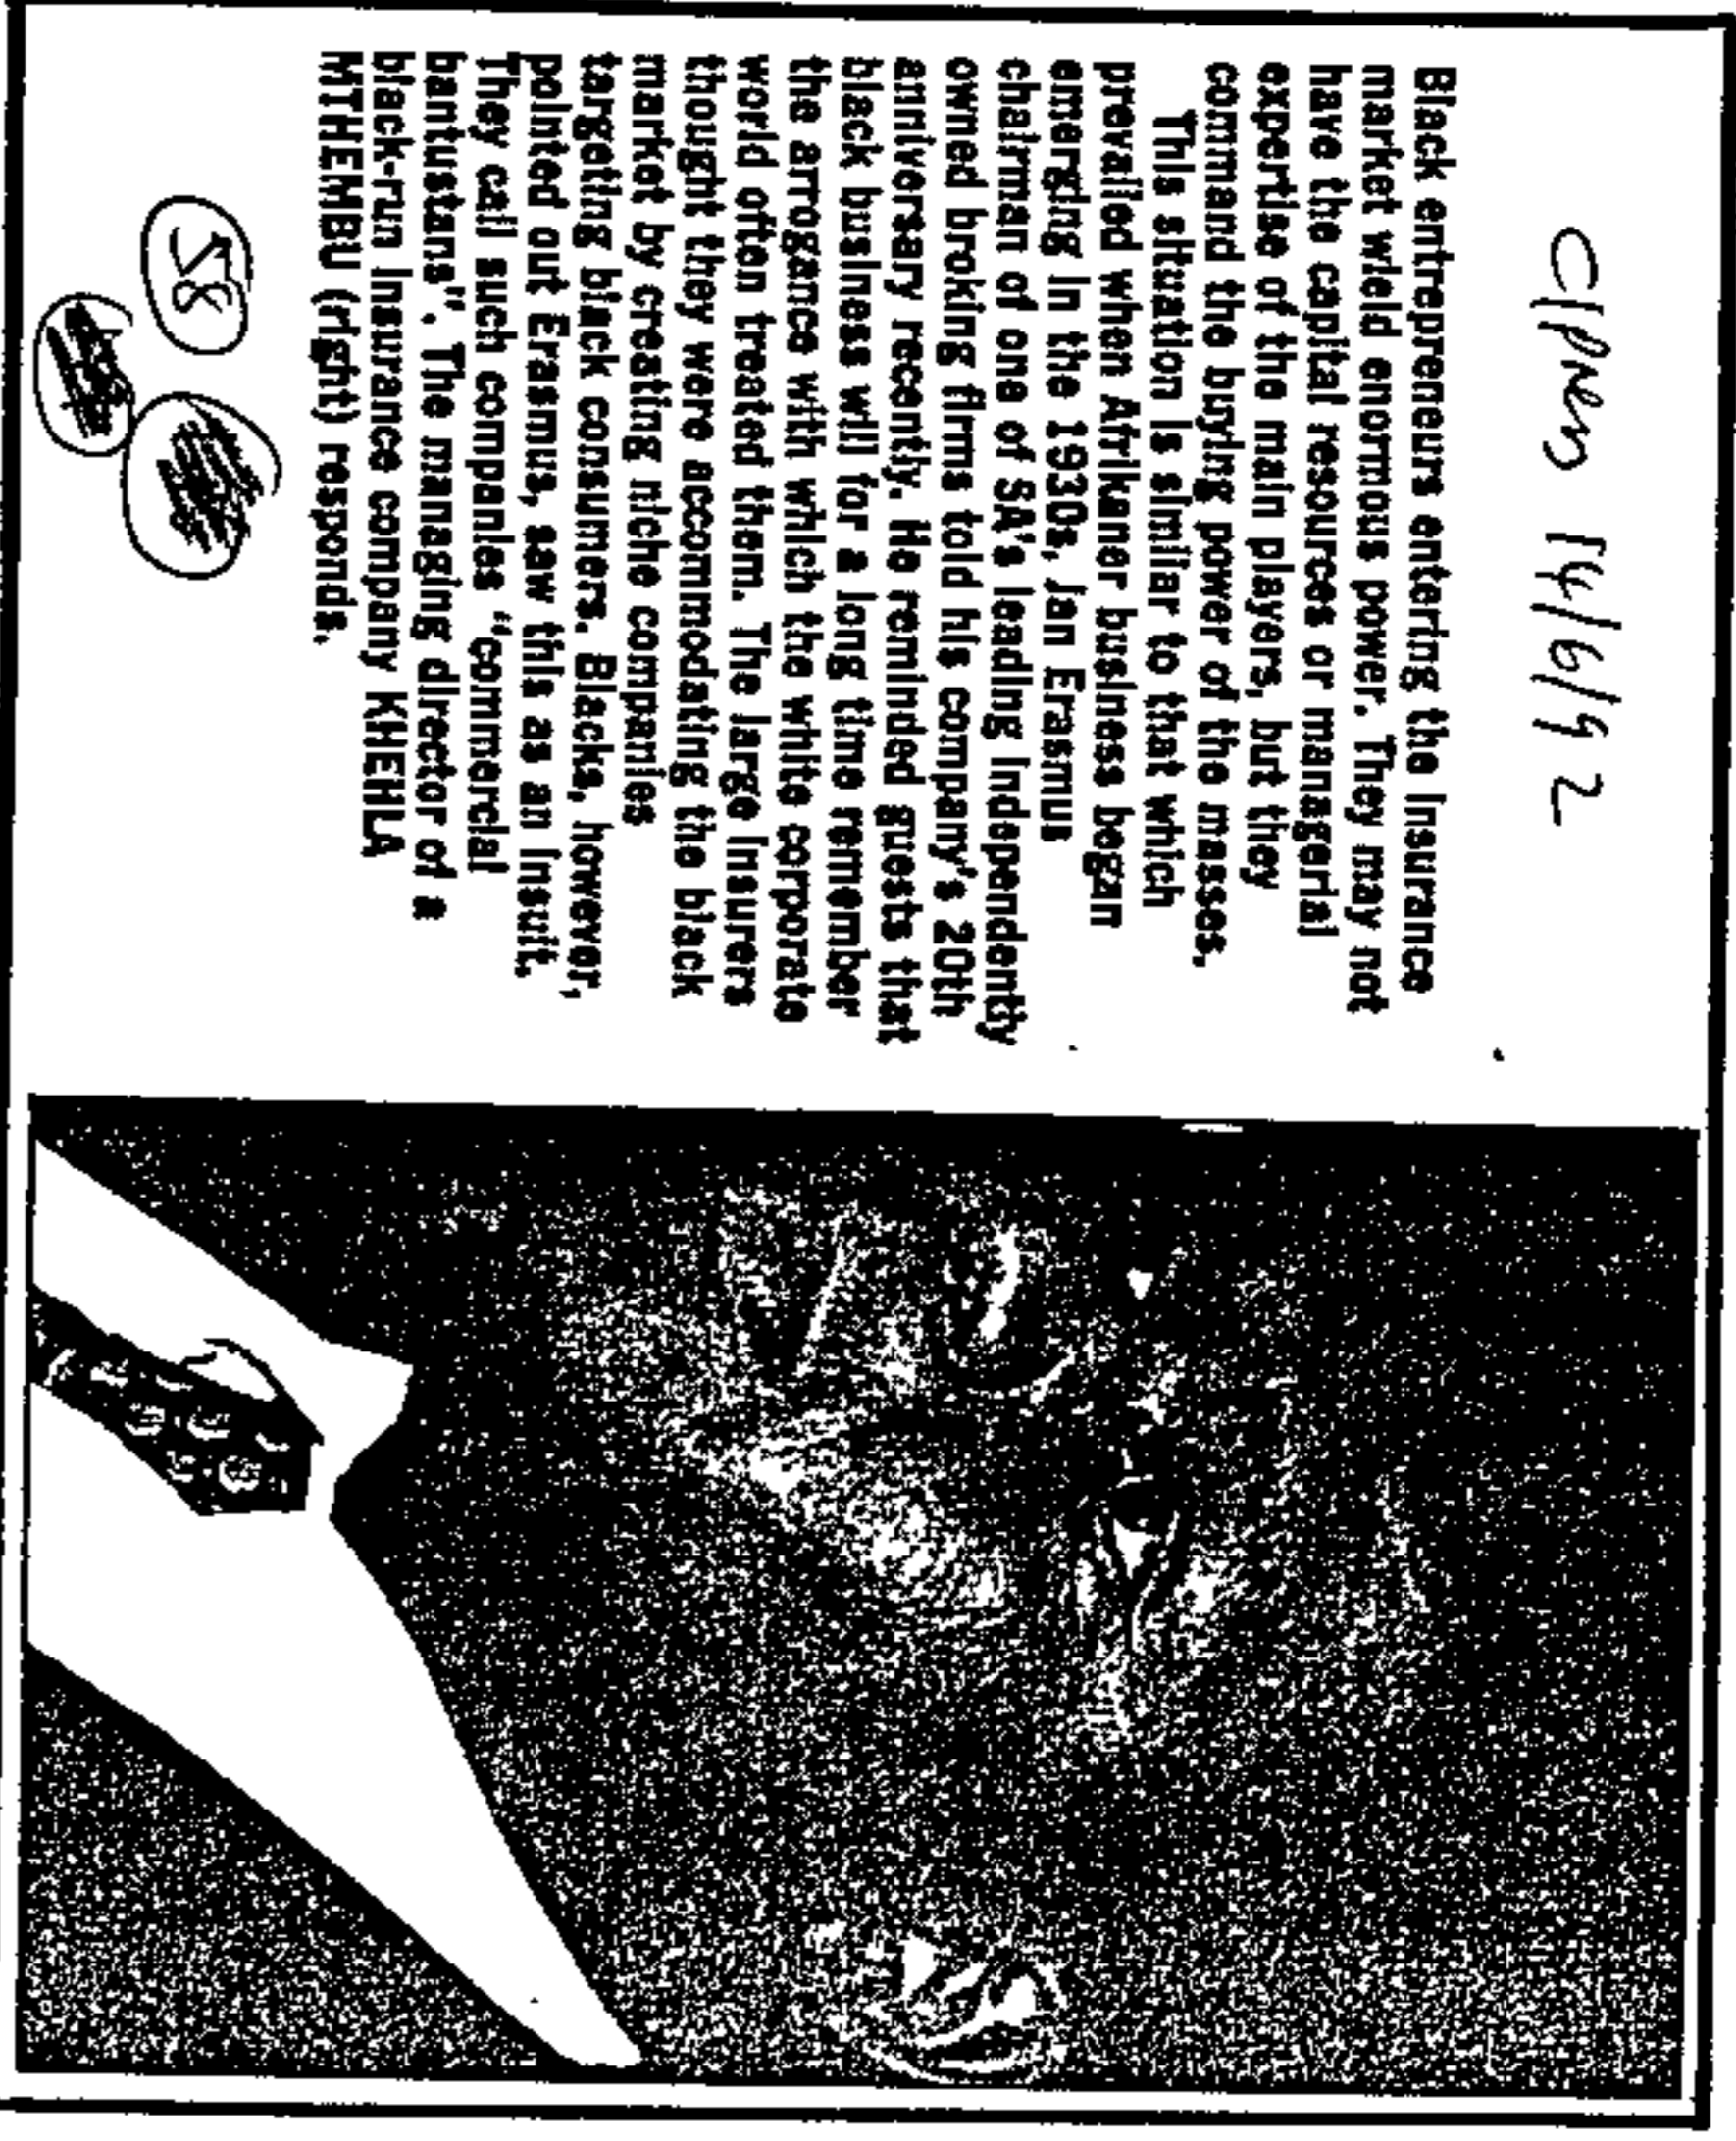 C/Press 14/6/92
Black entrepreneurs entering the insurance
market wield enormous power. They may not
have the capital resources or managerial
expertise of the main players, but they
command the buying power of the masses.
This situation is similar to that which
prevailed when Afrikaner business began
emerging in the 1930s, Jan Erasmus
chairman of one of SA's leading independently
owned broking firms told his company's 20th
anniversary recently. He reminded guests that
black business will for a long time remember
the arrogance with which the white corporate
world often treated them. The large insurers
thought they were accommodating the black
market by creating niche companies
targeting black consumers. Blacks, however,
pointed out Erasmus, saw this as an insult.
They call such companies "commercial
bantustans". The managing director of a
black-run insurance company KHEHLA
MTHEMBU (right) responds.
58